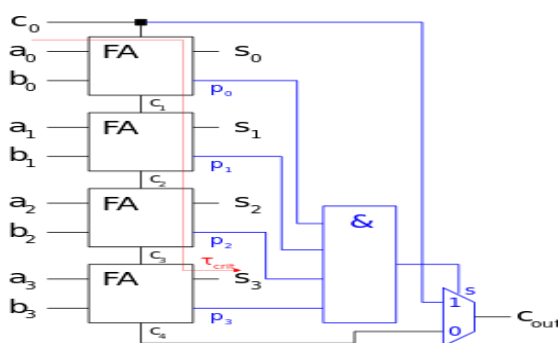 c₀
a₀ FA s₀
b₀ p₀
c₁
a₁ FA s₁
b₁ p₁
c₂
a₂ FA s₂
b₂ p₂ &
c₃ τcrit
a₃ FA s₃ s
b₃ p₃ 1
0 cout
c₄